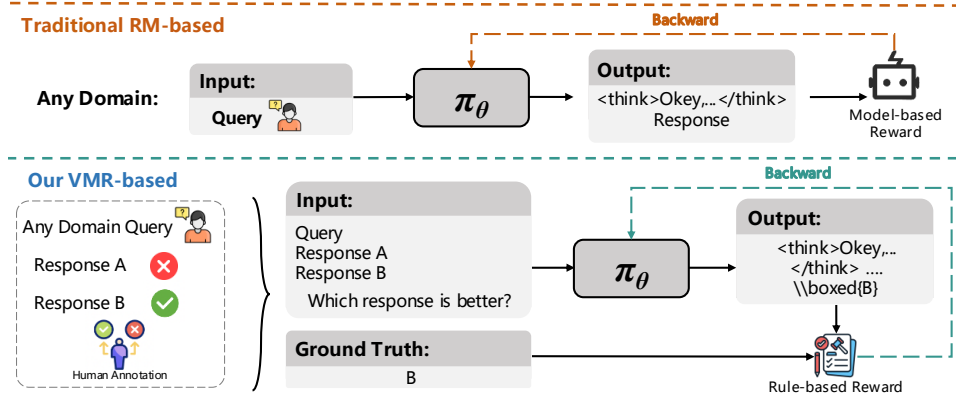 Traditional RM-based
Backward
Any Domain:
Input:
Query
π_θ
Output:
<think>Okey,... </think>
Response
Model-based
Reward
Our VMR-based
Backward
Any Domain Query
Response A
Response B
Human Annotation
Input:
Query
Response A
Response B
Which response is better?
Ground Truth:
B
π_θ
Output:
<think>Okey,...
</think> ....
\\boxed{B}
Rule-based Reward